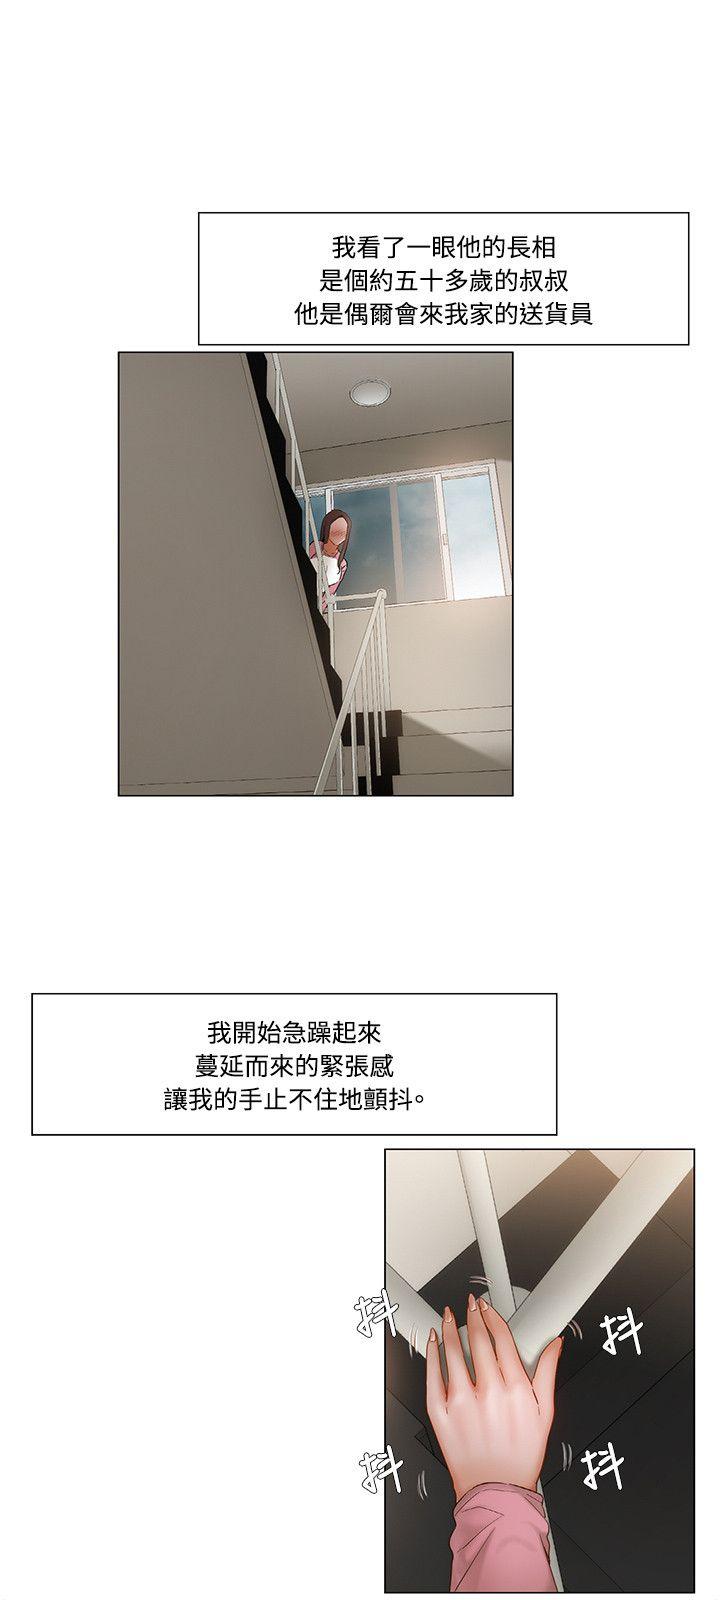 我看了一眼他的長相
是個約五十多歲的叔叔
他是偶爾會來我家的送貨員
我開始急躁起來
蔓延而來的緊張感
讓我的手止不住地顫抖。
抖
抖
抖
抖